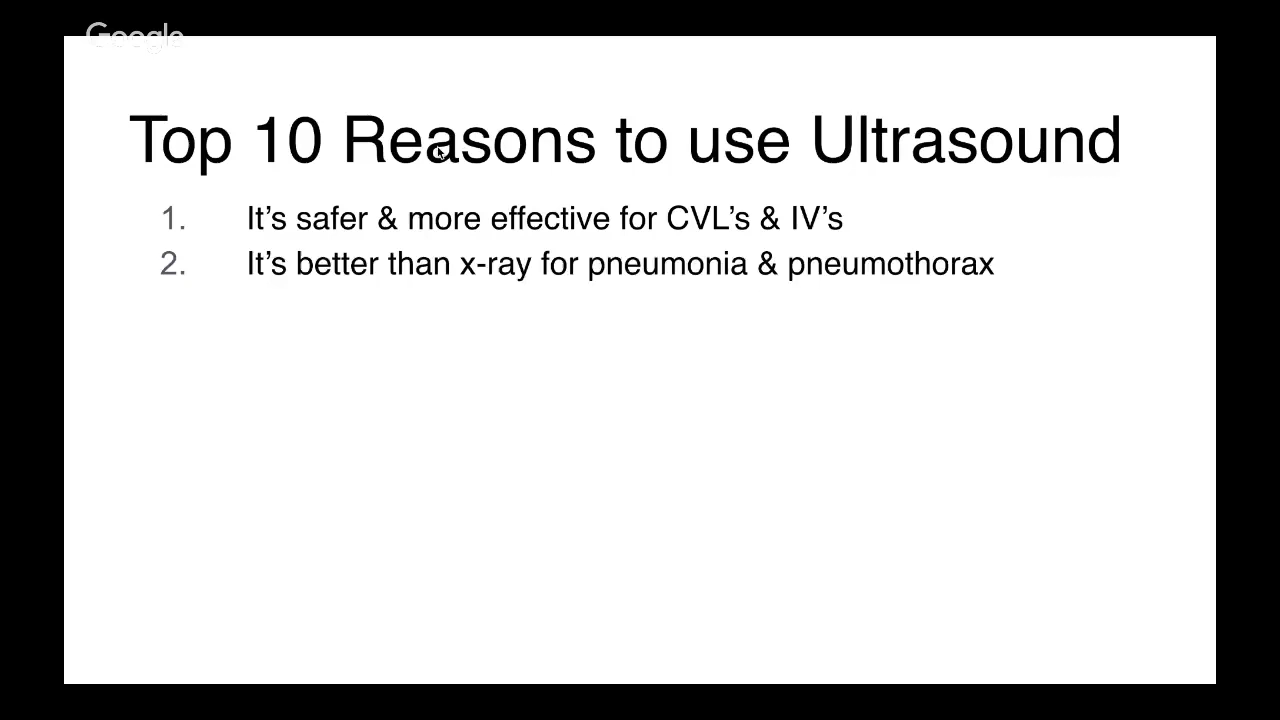 Google
Top 10 Reasons to use Ultrasound
1. It’s safer & more effective for CVL’s & IV’s
2. It’s better than x-ray for pneumonia & pneumothorax